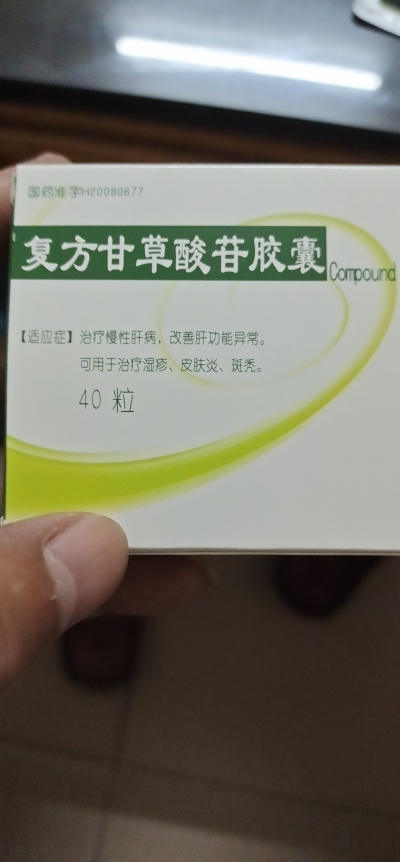 国药准字H20080677
复方甘草酸苷胶囊
Compound
【适应症】治疗慢性肝病，改善肝功能异常。
可用于治疗湿疹、皮肤炎、斑秃。
40 粒